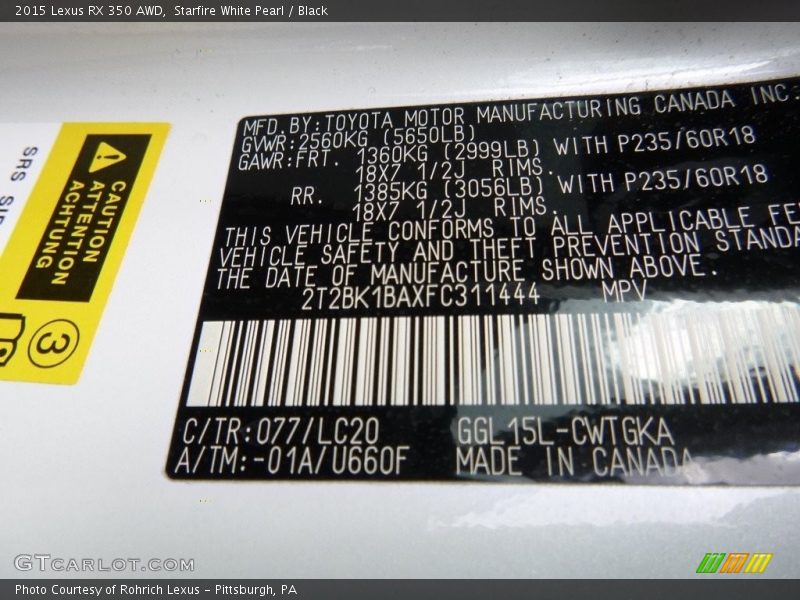 2015 Lexus RX 350 AWD, Starfire White Pearl / Black
MFD. BY: TOYOTA MOTOR MANUFACTURING CANADA INC.
GVWR: 2560KG (5650LB)
GAWR: FRT. 1360KG (2999LB) WITH P235/60R18
18X7 1/2J RIMS.
RR. 1385KG (3056LB) WITH P235/60R18
18X7 1/2J RIMS.
THIS VEHICLE CONFORMS TO ALL APPLICABLE FE
VEHICLE SAFETY AND THEFT PREVENTION STANDA
THE DATE OF MANUFACTURE SHOWN ABOVE.
2T2BK1BAXFC311444 MPV
C/TR: 077/LC20 GGL15L-CWTGKA
A/TM: -01A/U660F MADE IN CANADA
SRS
CAUTION
ATTENTION
ACHTUNG
3
GTCARLOT.COM
Photo Courtesy of Rohrich Lexus - Pittsburgh, PA